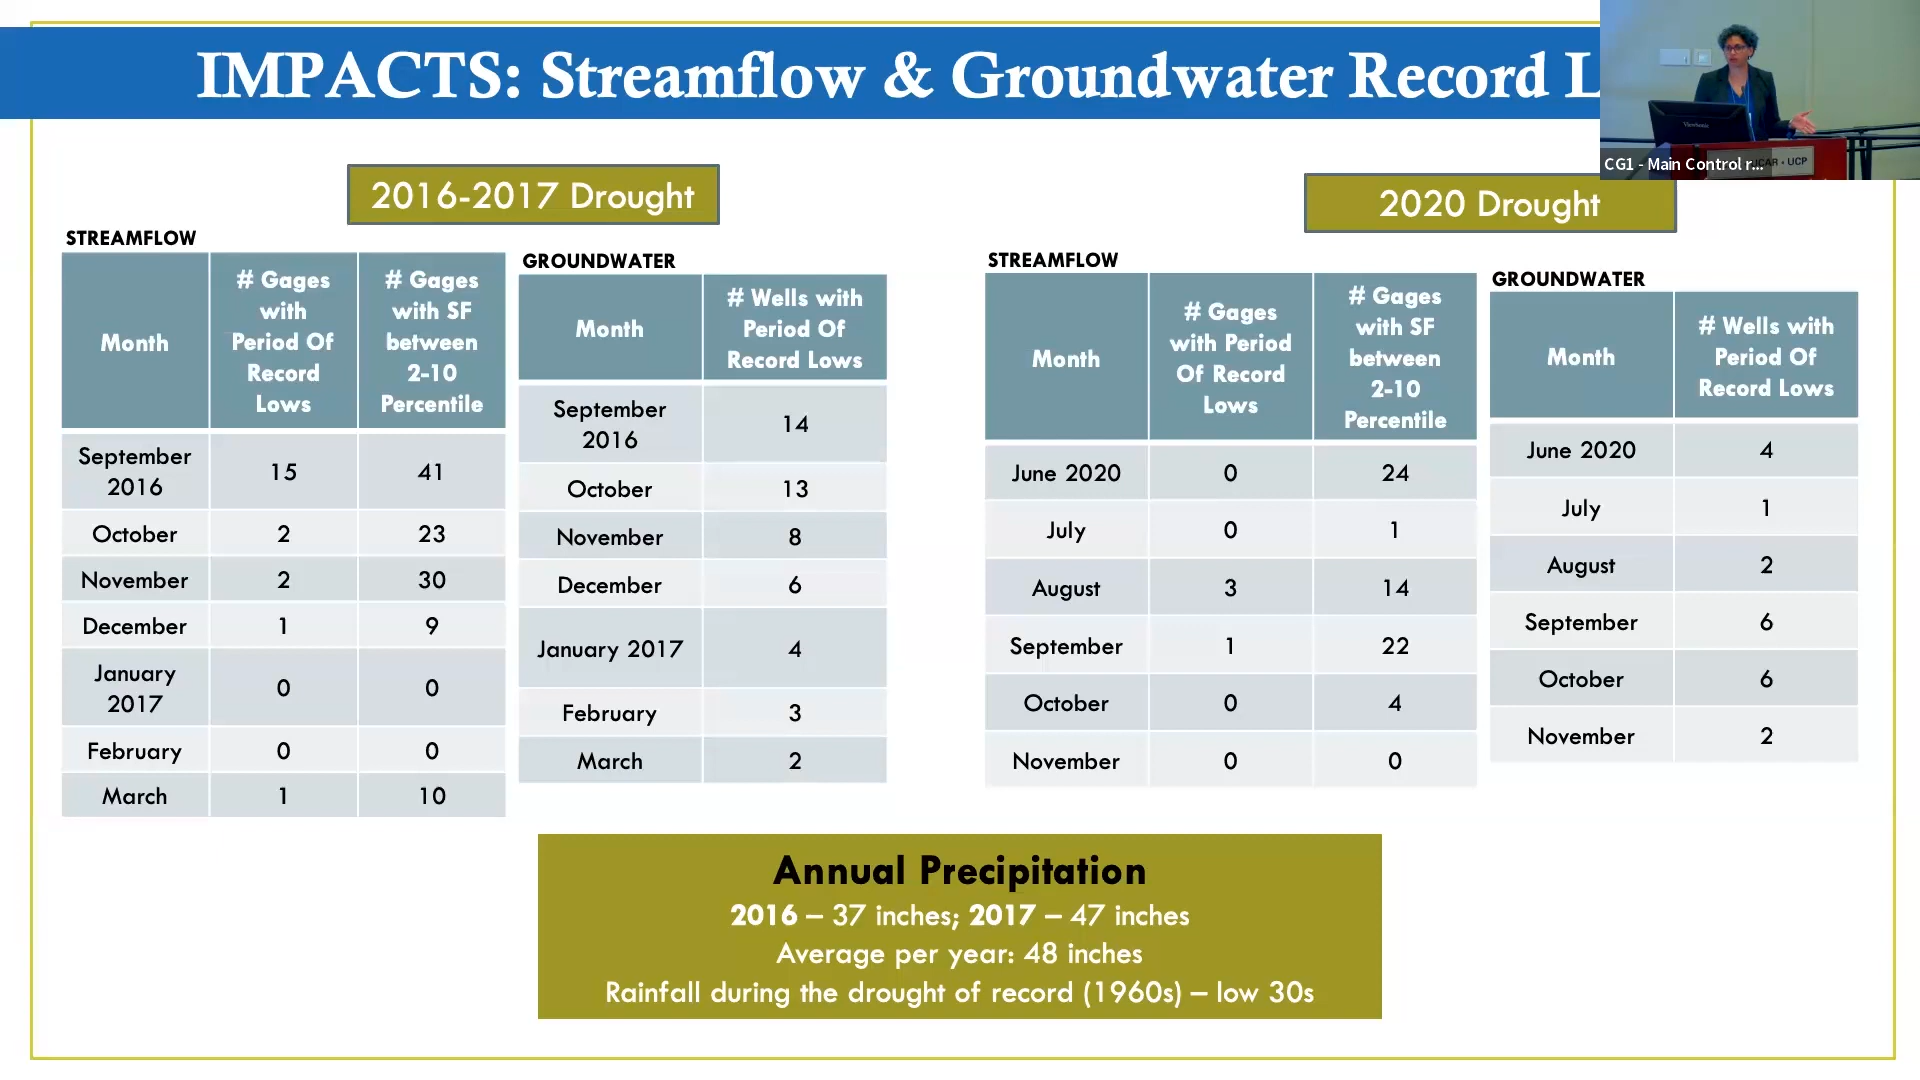 IMPACTS: Streamflow & Groundwater Record L
CG1 - Main Control r...
UCAR • UCP
ViewSonic
2016-2017 Drought
STREAMFLOW
Month
# Gages
with
Period Of
Record
Lows
# Gages
with SF
between
2-10
Percentile
September
2016
15
41
October
2
23
November
2
30
December
1
9
January
2017
0
0
February
0
0
March
1
10
GROUNDWATER
Month
# Wells with
Period Of
Record Lows
September
2016
14
October
13
November
8
December
6
January 2017
4
February
3
March
2
2020 Drought
STREAMFLOW
Month
# Gages
with Period
Of Record
Lows
# Gages
with SF
between
2-10
Percentile
June 2020
0
24
July
0
1
August
3
14
September
1
22
October
0
4
November
0
0
GROUNDWATER
Month
# Wells with
Period Of
Record Lows
June 2020
4
July
1
August
2
September
6
October
6
November
2
Annual Precipitation
2016 – 37 inches; 2017 – 47 inches
Average per year: 48 inches
Rainfall during the drought of record (1960s) – low 30s